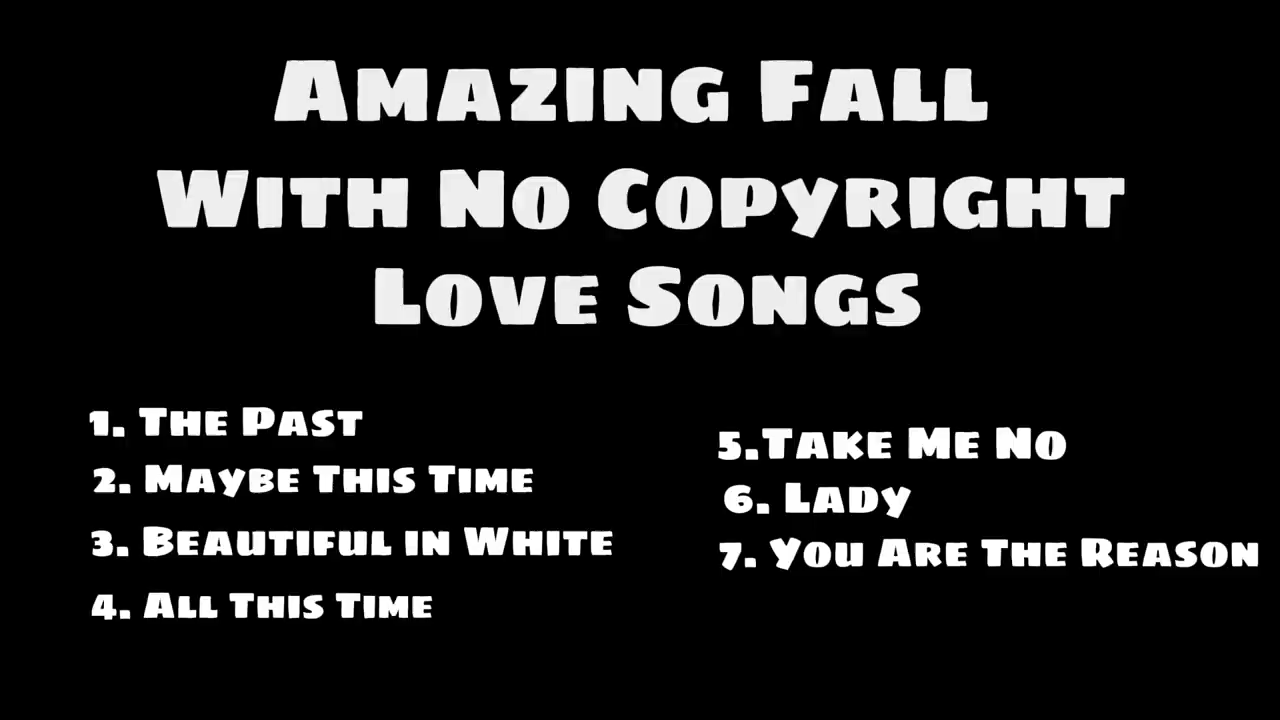 Amazing Fall
With No Copyright
Love Songs
1. The Past
2. Maybe This Time
3. Beautiful in White
4. All This Time
5.Take Me No
6. Lady
7. You Are The Reason